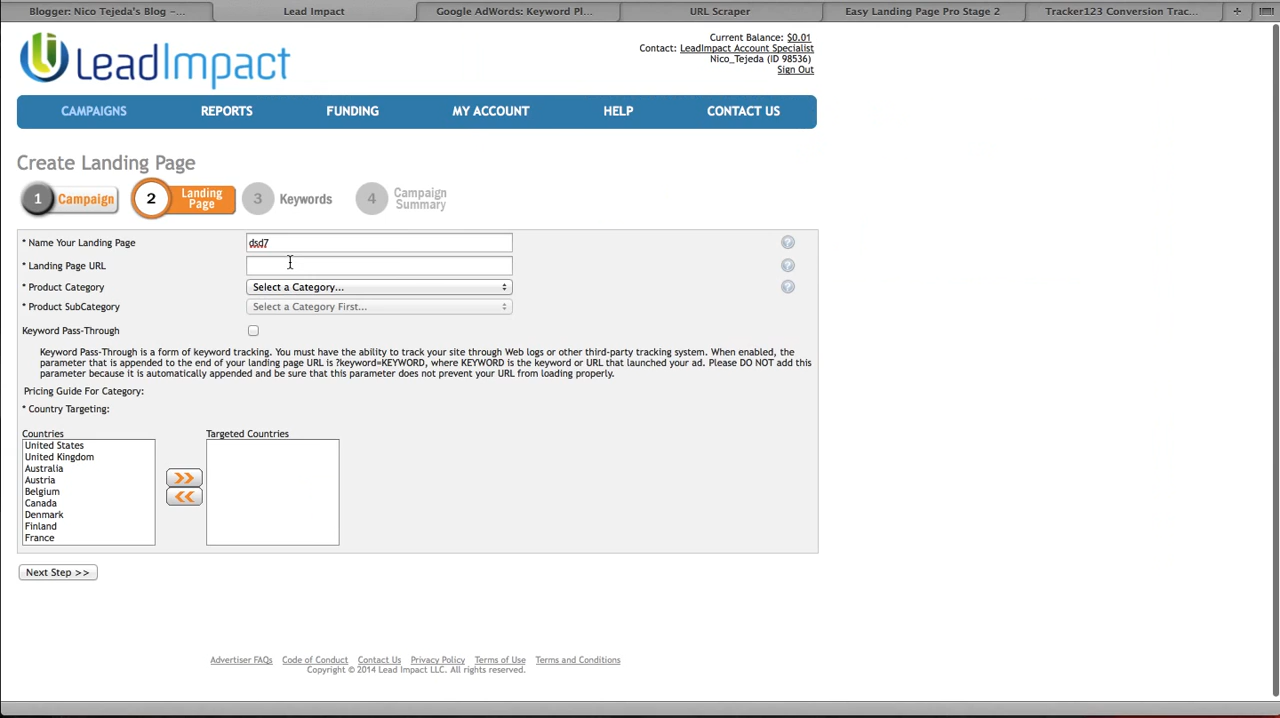 Blogger: Nico Tejeda's Blog – ...
Lead Impact
Google AdWords: Keyword Pl...
URL Scraper
Easy Landing Page Pro Stage 2
Tracker123 Conversion Trac...
+
LeadImpact
Current Balance: $0.01
Contact: LeadImpact Account Specialist
Nico_Tejeda (ID 98536)
Sign Out
CAMPAIGNS
REPORTS
FUNDING
MY ACCOUNT
HELP
CONTACT US
Create Landing Page
1 Campaign
2 Landing
Page
3 Keywords
4 Campaign
Summary
* Name Your Landing Page
dsd7
?
* Landing Page URL
?
* Product Category
Select a Category...
?
* Product SubCategory
Select a Category First...
Keyword Pass-Through
Keyword Pass-Through is a form of keyword tracking. You must have the ability to track your site through Web logs or other third-party tracking system. When enabled, the
parameter that is appended to the end of your landing page URL is ?keyword=KEYWORD, where KEYWORD is the keyword or URL that launched your ad. Please DO NOT add this
parameter because it is automatically appended and be sure that this parameter does not prevent your URL from loading properly.
Pricing Guide For Category:
* Country Targeting:
Countries
Targeted Countries
United States
United Kingdom
Australia
Austria
Belgium
Canada
Denmark
Finland
France
>>
<<
Next Step >>
Advertiser FAQs
Code of Conduct
Contact Us
Privacy Policy
Terms of Use
Terms and Conditions
Copyright © 2014 Lead Impact LLC. All rights reserved.